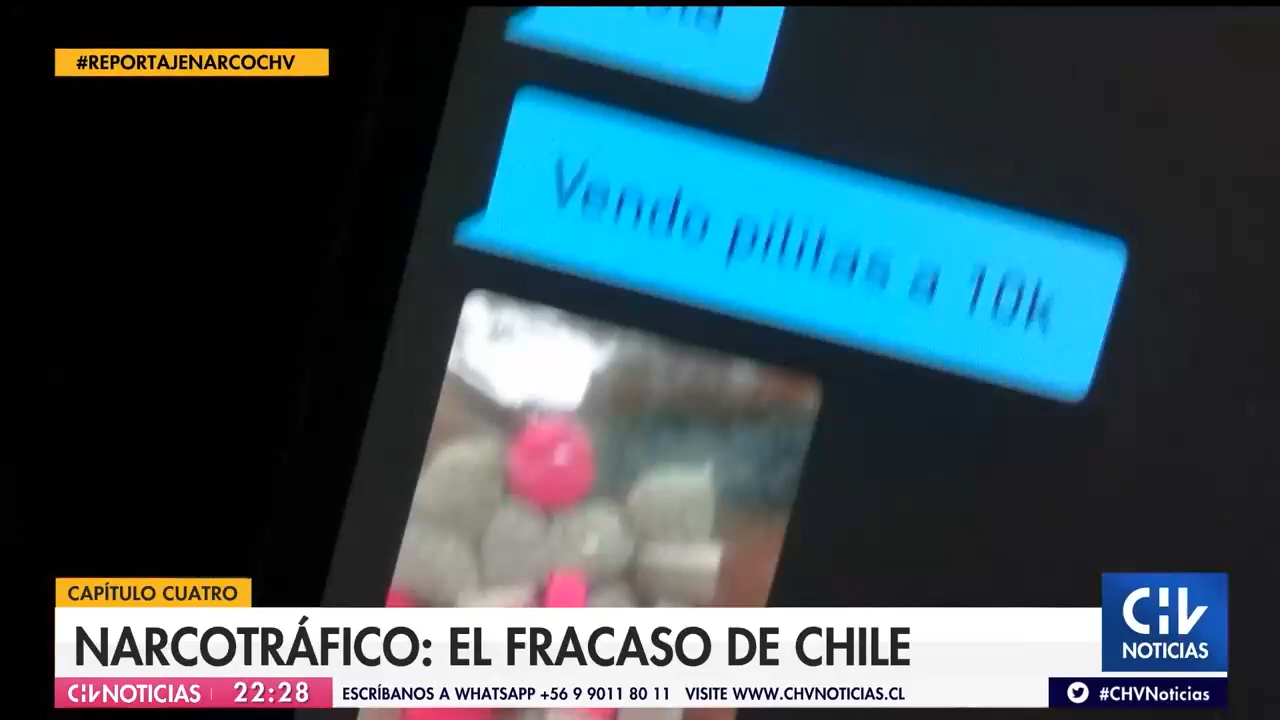 #REPORTAJENARCOCHV
Vendo pilitas a 10k
CAPÍTULO CUATRO
NARCOTRÁFICO: EL FRACASO DE CHILE
CHV NOTICIAS
CHVNOTICIAS 22:28 ESCRÍBANOS A WHATSAPP +56 9 9011 80 11 VISITE WWW.CHVNOTICIAS.CL #CHVNoticias